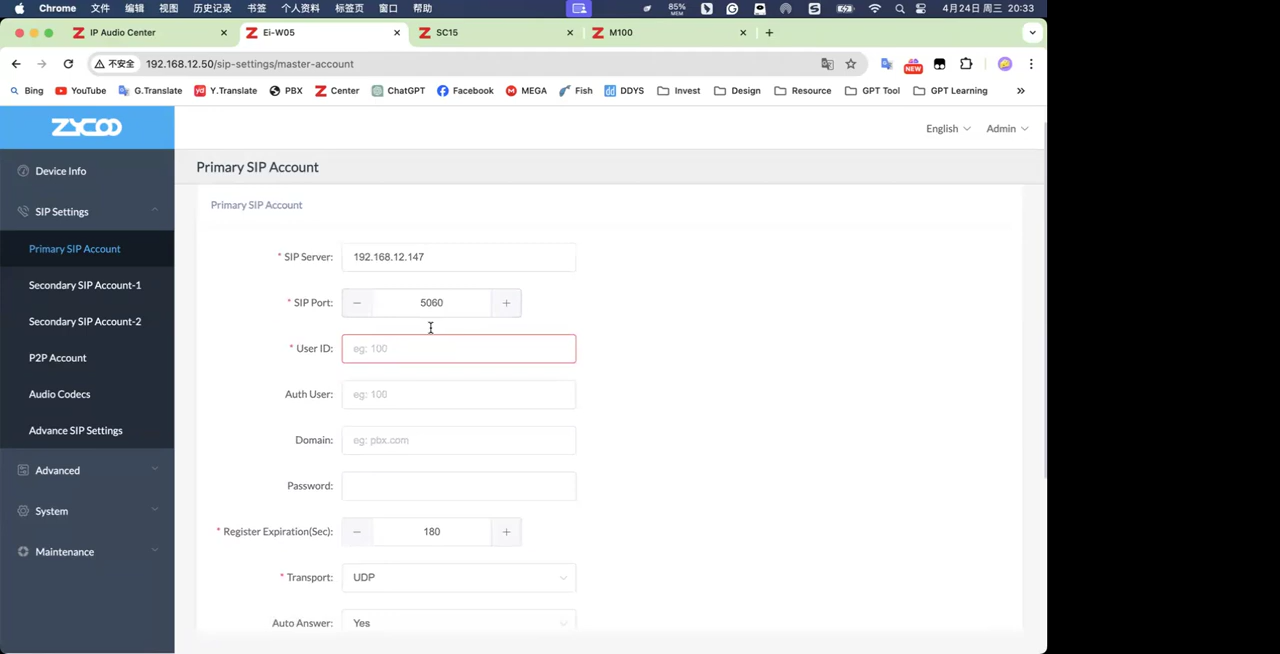 Chrome 文件 编辑 视图 历史记录 书签 个人资料 标签页 窗口 帮助 85% MEM 4月24日 周三 20:33
IP Audio Center Ei-W05 SC15 M100
不安全 192.168.12.50/sip-settings/master-account NEW
Bing YouTube G.Translate Y.Translate PBX Center ChatGPT Facebook MEGA Fish DDYS Invest Design Resource GPT Tool GPT Learning
ZYCOO
English Admin
Device Info
SIP Settings
Primary SIP Account
Secondary SIP Account-1
Secondary SIP Account-2
P2P Account
Audio Codecs
Advance SIP Settings
Advanced
System
Maintenance
Primary SIP Account
Primary SIP Account
* SIP Server: 192.168.12.147
* SIP Port: 5060
* User ID: eg: 100
Auth User: eg: 100
Domain: eg: pbx.com
Password:
* Register Expiration(Sec): 180
* Transport: UDP
Auto Answer: Yes